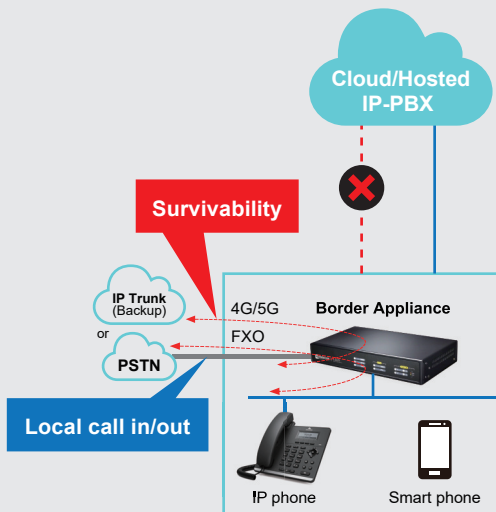 Cloud/Hosted
IP-PBX
Survivability
IP Trunk
(Backup)
or
PSTN
4G/5G
FXO
Border Appliance
Local call in/out
IP phone
Smart phone